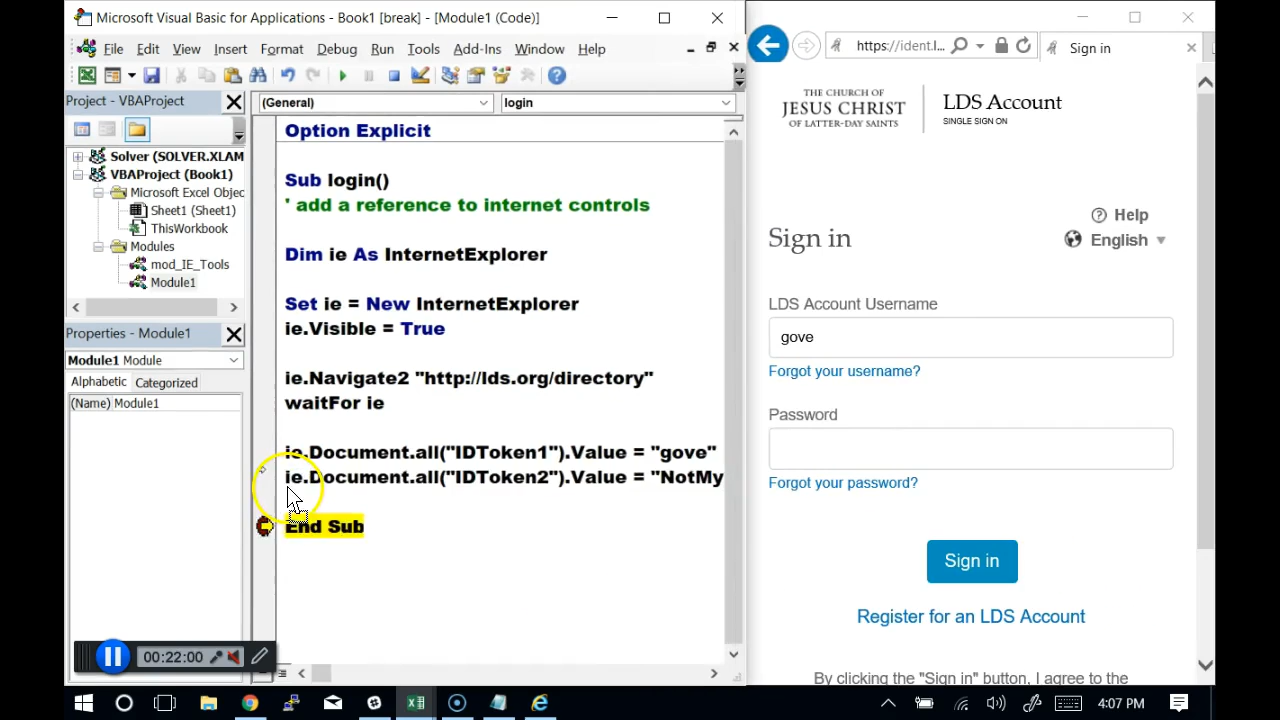 Microsoft Visual Basic for Applications - Book1 [break] - [Module1 (Code)]
File Edit View Insert Format Debug Run Tools Add-Ins Window Help
Project - VBAProject
Solver (SOLVER.XLAM
VBAProject (Book1)
Microsoft Excel Objec
Sheet1 (Sheet1)
ThisWorkbook
Modules
mod_IE_Tools
Module1
Properties - Module1
Module1 Module
Alphabetic Categorized
(Name) Module1
(General) login
Option Explicit
Sub login()
' add a reference to internet controls
Dim ie As InternetExplorer
Set ie = New InternetExplorer
ie.Visible = True
ie.Navigate2 "http://lds.org/directory"
waitFor ie
ie.Document.all("IDToken1").Value = "gove"
ie.Document.all("IDToken2").Value = "NotMy
End Sub
https://ident.l... Sign in
THE CHURCH OF
JESUS CHRIST
OF LATTER-DAY SAINTS
LDS Account
SINGLE SIGN ON
Help
Sign in
English
LDS Account Username
gove
Forgot your username?
Password
Forgot your password?
Sign in
Register for an LDS Account
By clicking the "Sign in" button, I agree to the
00:22:00
4:07 PM